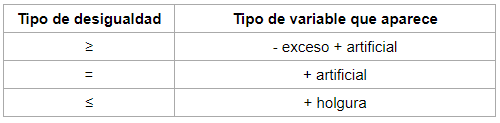 Tipo de desigualdad Tipo de variable que aparece
≥ - exceso + artificial
= + artificial
≤ + holgura